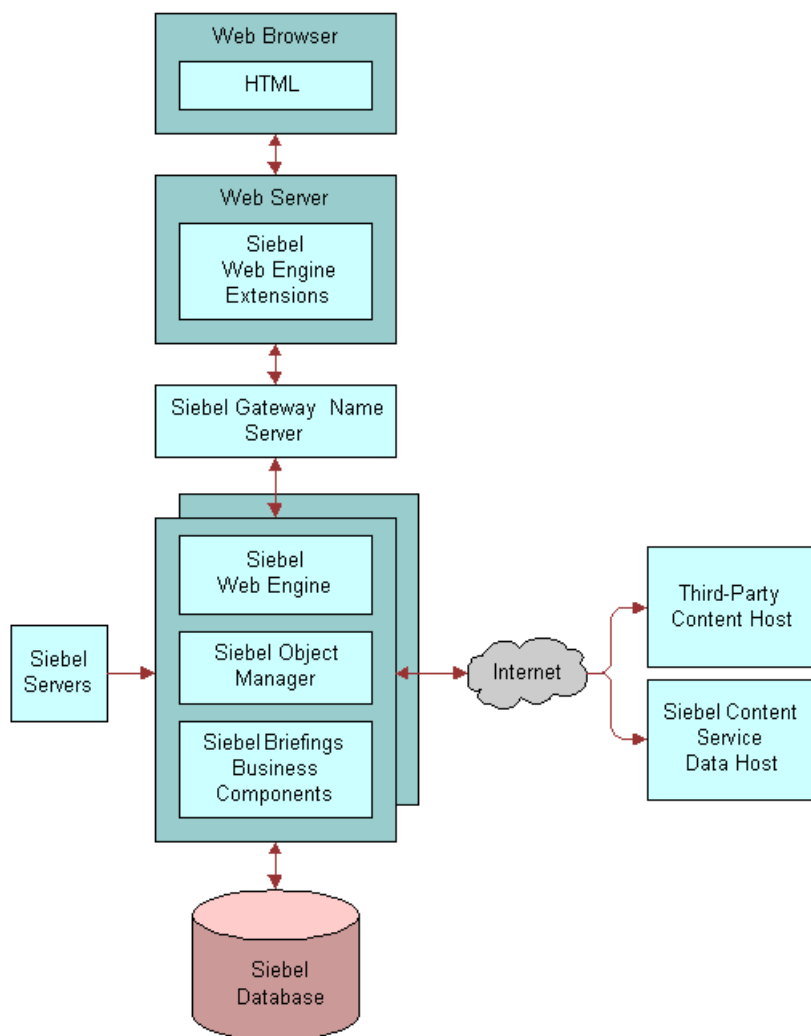 Web Browser
HTML
Web Server
Siebel
Web Engine
Extensions
Siebel Gateway Name
Server
Siebel
Web Engine
Siebel Object
Manager
Siebel Briefings
Business
Components
Siebel
Servers
Internet
Third-Party
Content Host
Siebel Content
Service
Data Host
Siebel
Database